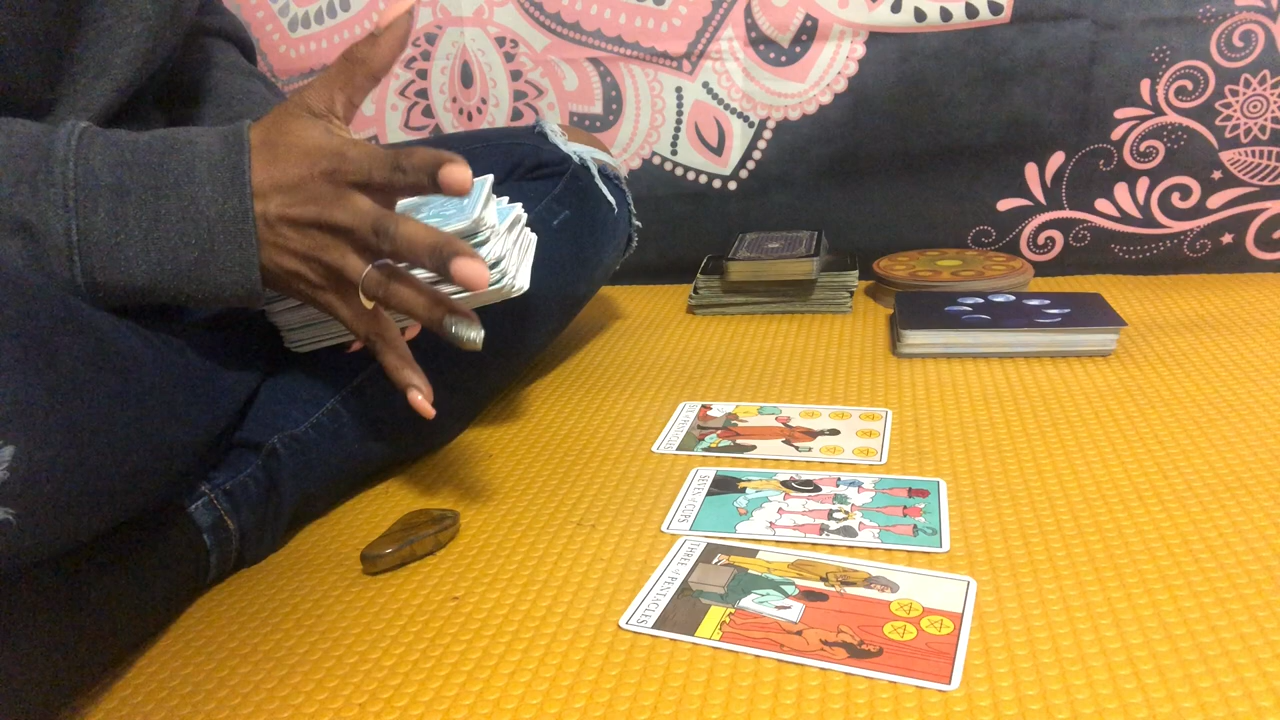 SIX of PENTACLES
SEVEN of CUPS
THREE of PENTACLES